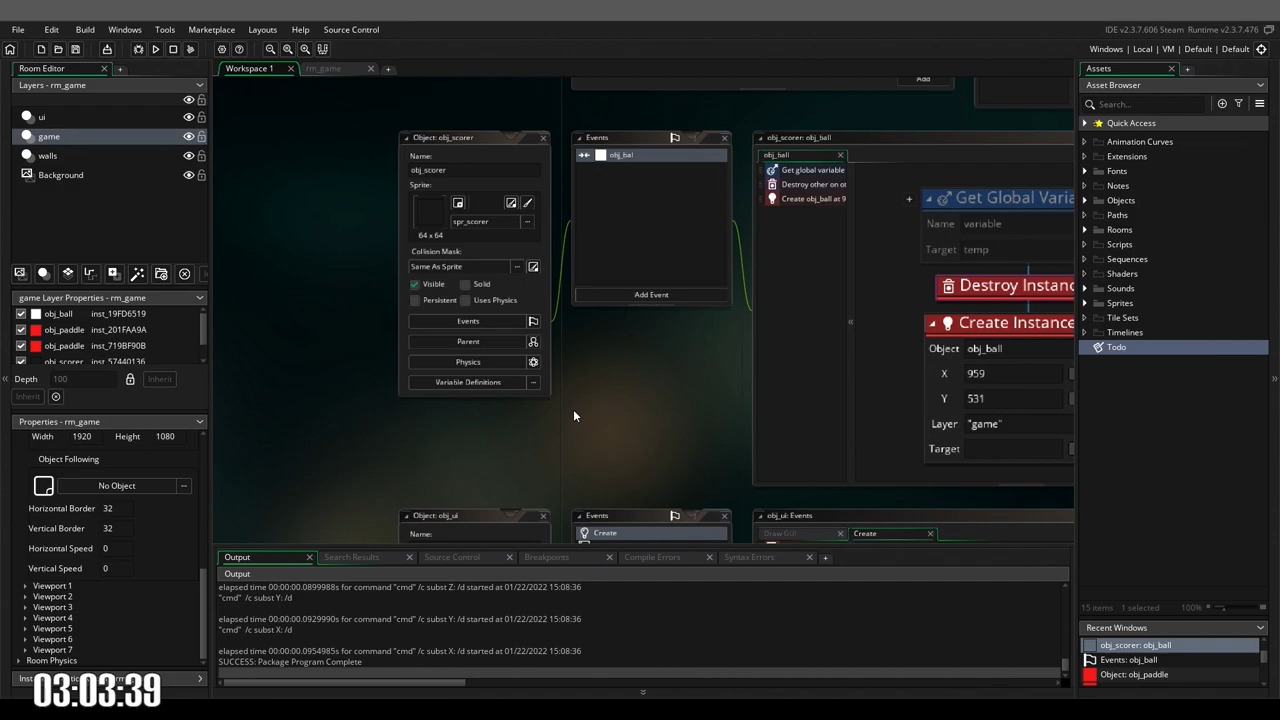 File Edit Build Windows Tools Marketplace Layouts Help Source Control
IDE v2.3.7.606 Steam Runtime v2.3.7.476
Windows | Local | VM | Default | Default
Room Editor
Layers - rm_game
ui
game
walls
Background
game Layer Properties - rm_game
obj_ball inst_19FD6519
obj_paddle inst_201FAA9A
obj_paddle inst_719BF90B
obj_scorer inst_57440136
Depth 100 Inherit
Inherit
Properties - rm_game
Width 1920 Height 1080
Object Following
No Object
Horizontal Border 32
Vertical Border 32
Horizontal Speed 0
Vertical Speed 0
Viewport 1
Viewport 2
Viewport 3
Viewport 4
Viewport 5
Viewport 6
Viewport 7
Room Physics
03:03:39
Workspace 1
rm_game
Add
Object: obj_scorer
Name:
obj_scorer
Sprite:
spr_scorer
64 x 64
Collision Mask:
Same As Sprite
Visible Solid
Persistent Uses Physics
Events
Parent
Physics
Variable Definitions
Events
obj_bal
Add Event
obj_scorer: obj_ball
obj_ball
Get global variable
Destroy other on ot
Create obj_ball at 9
Get Global Varia
Name variable
Target temp
Destroy Instanc
Create Instance
Object obj_ball
X 959
Y 531
Layer "game"
Target
Object: obj_ui
Name:
Events
Create
obj_ui: Events
Draw GUI
Create
Output
Search Results
Source Control
Breakpoints
Compile Errors
Syntax Errors
Output
elapsed time 00:00:00.0899988s for command "cmd" /c subst Z: /d started at 01/22/2022 15:08:36
"cmd" /c subst Y: /d
elapsed time 00:00:00.0929990s for command "cmd" /c subst Y: /d started at 01/22/2022 15:08:36
"cmd" /c subst X: /d
elapsed time 00:00:00.0954985s for command "cmd" /c subst X: /d started at 01/22/2022 15:08:36
SUCCESS: Package Program Complete
Assets
Asset Browser
Search...
Quick Access
Animation Curves
Extensions
Fonts
Notes
Objects
Paths
Rooms
Scripts
Sequences
Shaders
Sounds
Sprites
Tile Sets
Timelines
Todo
15 items 1 selected 100%
Recent Windows
obj_scorer: obj_ball
Events: obj_ball
Object: obj_paddle